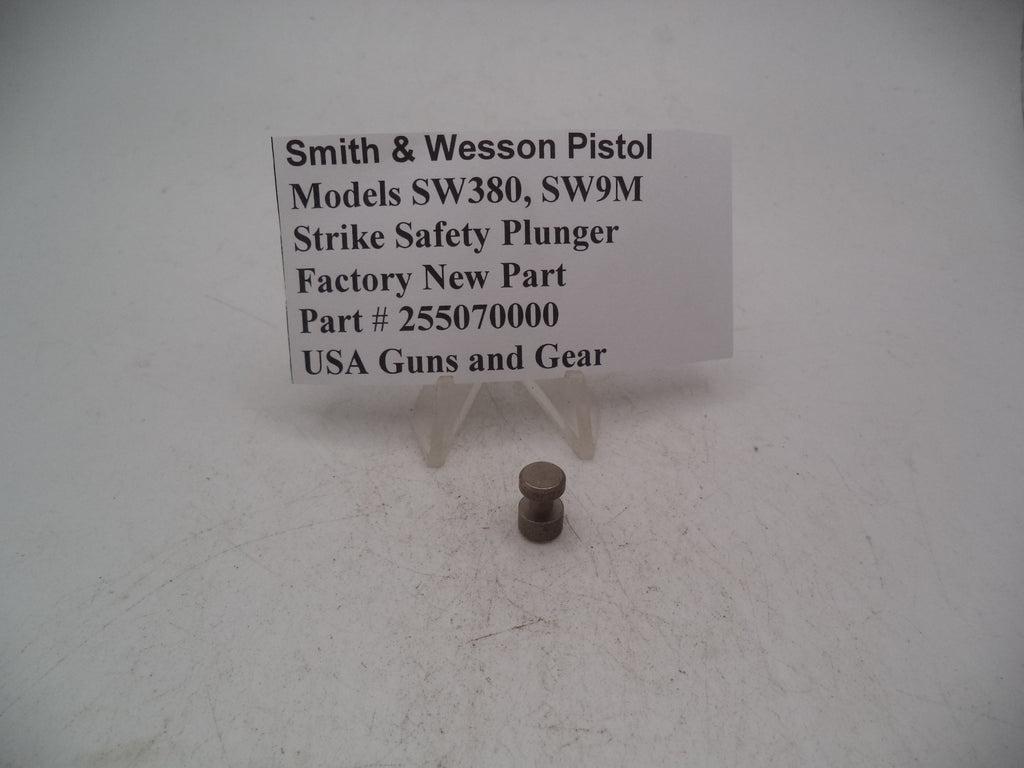 Smith & Wesson Pistol
Models SW380, SW9M
Strike Safety Plunger
Factory New Part
Part # 255070000
USA Guns and Gear